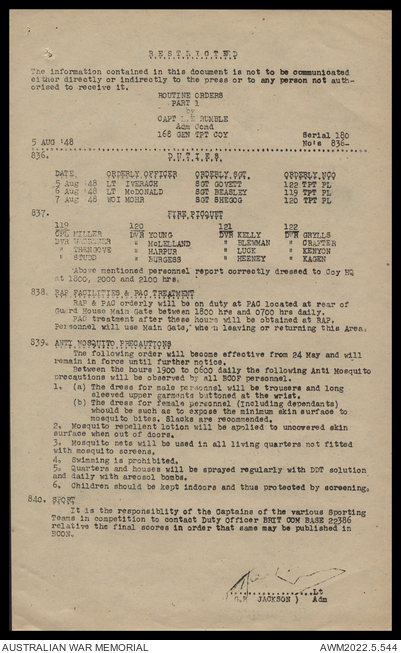 RESTRICTED
The information contained in this document is not to be communicated
either directly or indirectly to the press or to any person not auth-
orised to receive it.
ROUTINE ORDERS
PART 1
by
CAPT RUMBLE
Adm Comd
168 GEN TPT COY Serial 180
5 AUG '48 No's 836-
836. DUTIES
DATE ORDERLY OFFICER ORDERLY SGT ORDERLY NCO
5 Aug '48 LT IVERACH SGT GOVETT 122 TPT PL
6 Aug '48 LT McDONALD SGT BEASLEY 119 TPT PL
7 Aug '48 WOI MOHR SGT SHEGOG 120 TPT PL
837. FIRE PICQUET
119 120 121 122
MILLER DVR YOUNG DVR KELLY DVR GRYLLS
DVR " McLELLAND " BLEWMAN " CRAFTER
" TRENGOVE " HARPUR " LUCK " KENYON
" STUDD " BURGESS " HEENEY " KAGEN
Above mentioned personnel report correctly dressed to Coy HQ
at 1800, 2000 and 2100 hrs.
838. RAP FACILITIES & PAC TREATMENT
RAP & PAC orderly will be on duty at PAC located at rear of
Guard House Main Gate between 1800 hrs and 0700 hrs daily.
PAC treatment after these hours will be obtained at RAP.
Personnel will use Main Gate, when leaving or returning this Area.
839. ANTI MOSQUITO PRECAUTIONS
The following order will become effective from 24 May and will
remain in force until further notice.
Between the hours 1900 to 0600 daily the following Anti Mosquito
precautions will be observed by all BCOF personnel.
1. (a) The dress for male personnel will be trousers and long
sleeved upper garments buttoned at the wrist.
(b) The dress for female personnel (including dependants)
would be such as to expose the minimum skin surface to
mosquito bites. Slacks are recommended.
2. Mosquito repellent lotion will be applied to uncovered skin
surface when out of doors.
3. Mosquito nets will be used in all living quarters not fitted
with mosquito screens.
4. Swimming is prohibited.
5. Quarters and houses will be sprayed regularly with DDT solution
and daily with areosol bombs.
6. Children should be kept indoors and thus protected by screening.
840. SPORT
It is the responsiblity of the Captains of the various Sporting
Teams in competition to contact Duty Officer BRIT COM BASE 22386
relative the final scores in order that same may be published in
BCON.
Lt
JACKSON ) Adm
AUSTRALIAN WAR MEMORIAL AWM2022.5.544